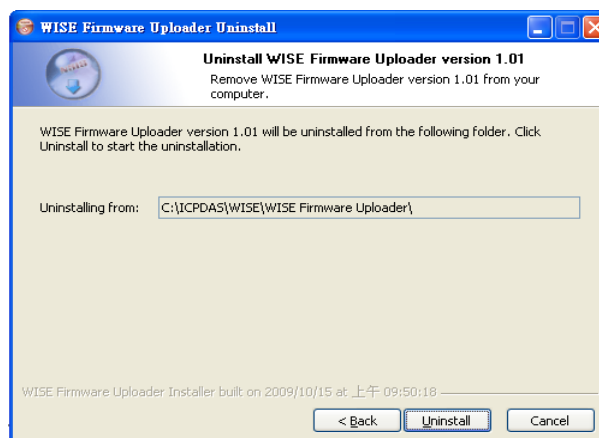 WISE Firmware Uploader Uninstall
Uninstall WISE Firmware Uploader version 1.01
Remove WISE Firmware Uploader version 1.01 from your
computer.
WISE Firmware Uploader version 1.01 will be uninstalled from the following folder. Click
Uninstall to start the uninstallation.
Uninstalling from: C:\ICPDAS\WISE\WISE Firmware Uploader\
WISE Firmware Uploader Installer built on 2009/10/15 at 上午 09:50:18
< Back Uninstall Cancel